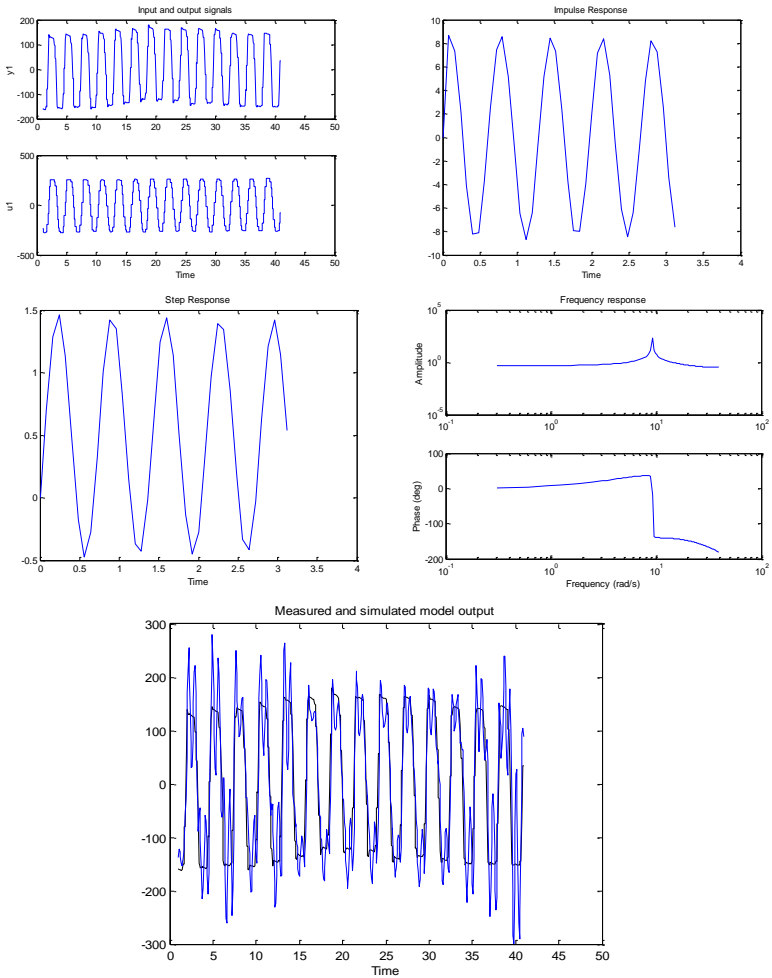 Input and output signals
200
100
0
-100
-200
y1
0 5 10 15 20 25 30 35 40 45 50
500
0
-500
u1
0 5 10 15 20 25 30 35 40 45 50
Time
Impulse Response
10
8
6
4
2
0
-2
-4
-6
-8
-10
0 0.5 1 1.5 2 2.5 3 3.5 4
Time
Step Response
1.5
1
0.5
0
-0.5
0 0.5 1 1.5 2 2.5 3 3.5 4
Time
Frequency response
10^5
10^0
10^-5
Amplitude
10^-1 10^0 10^1 10^2
100
0
-100
-200
Phase (deg)
10^-1 10^0 10^1 10^2
Frequency (rad/s)
Measured and simulated model output
300
200
100
0
-100
-200
-300
0 5 10 15 20 25 30 35 40 45 50
Time